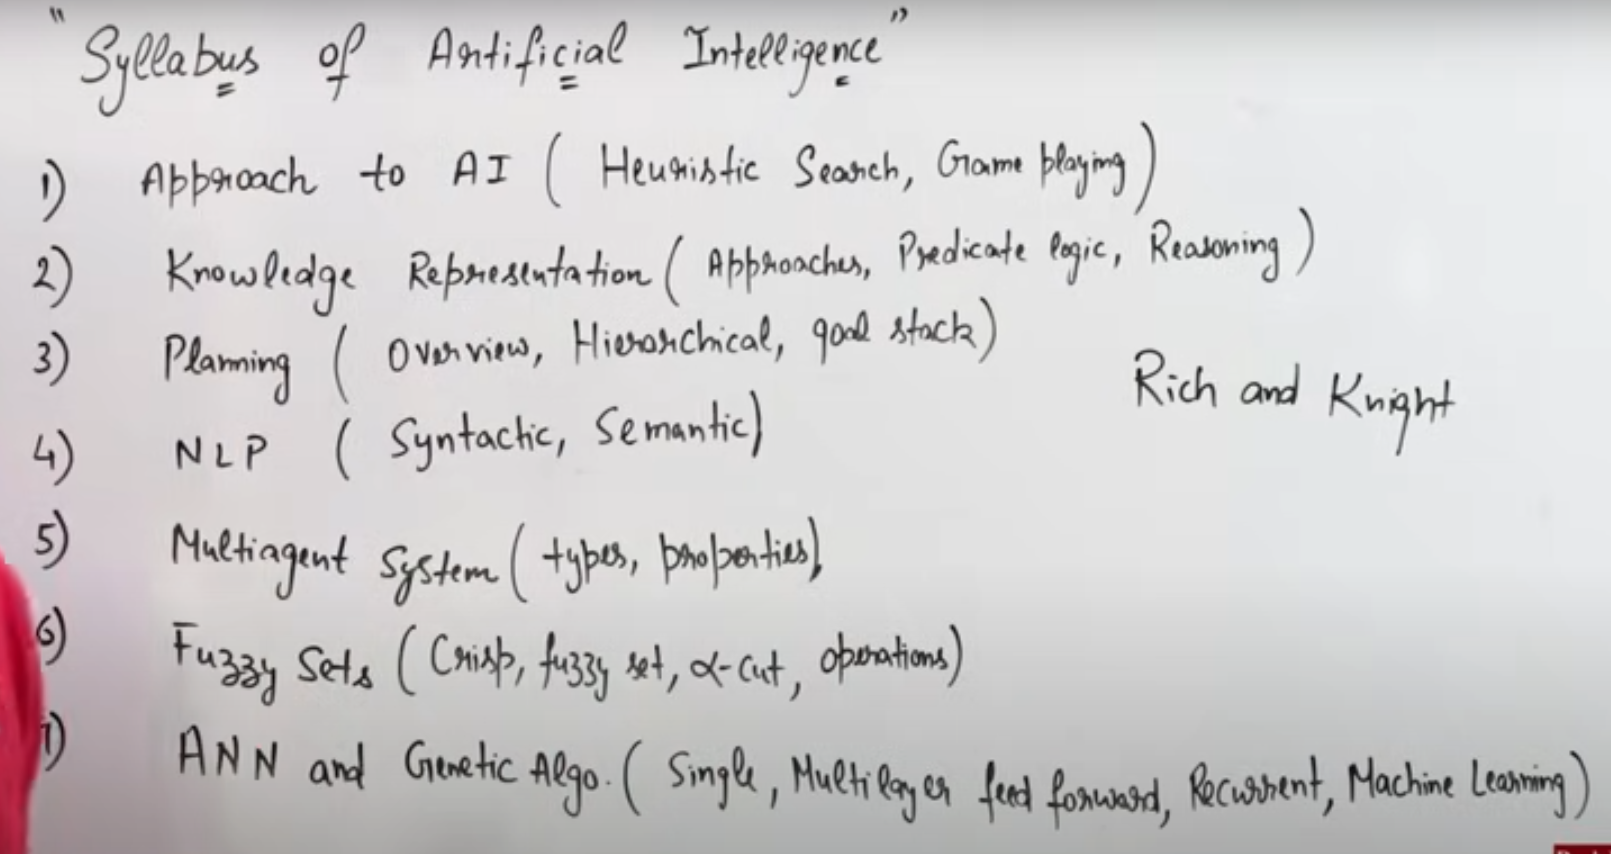 "Syllabus of Artificial Intelligence"
1) Approach to AI ( Heuristic Search, Game playing)
2) Knowledge Representation ( Approaches, Predicate logic, Reasoning )
3) Planning ( Overview, Hierarchical, goal stack)
Rich and Knight
4) NLP ( Syntactic, Semantic)
5) Multiagent System ( types, properties)
6) Fuzzy Sets ( Crisp, fuzzy set, α-cut, operations)
7) ANN and Genetic Algo. ( Single, Multilayer feed forward, Recurrent, Machine Learning)